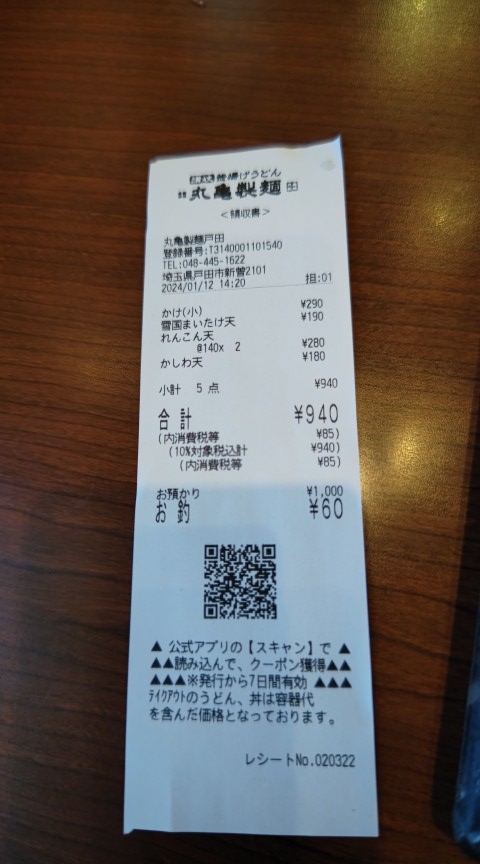 釜揚げうどん
丸亀製麺
<領収書>
丸亀製麺戸田
登録番号:T3140001101540
TEL:048-445-1622
埼玉県戸田市新曽2101
2024/01/12 14:20 担:01
かけ(小) ¥290
雪国まいたけ天 ¥190
れんこん天
@140x 2 ¥280
かしわ天 ¥180
小計 5 点 ¥940
合計 ¥940
(内消費税等 ¥85)
(10%対象税込計 ¥940)
(内消費税等 ¥85)
お預かり ¥1,000
お釣 ¥60
▲ 公式アプリの【スキャン】で ▲
▲▲読み込んで、クーポン獲得▲▲
▲▲▲※発行から7日間有効 ▲▲▲
テイクアウトのうどん、丼は容器代
を含んだ価格となっております。
レシートNo.020322